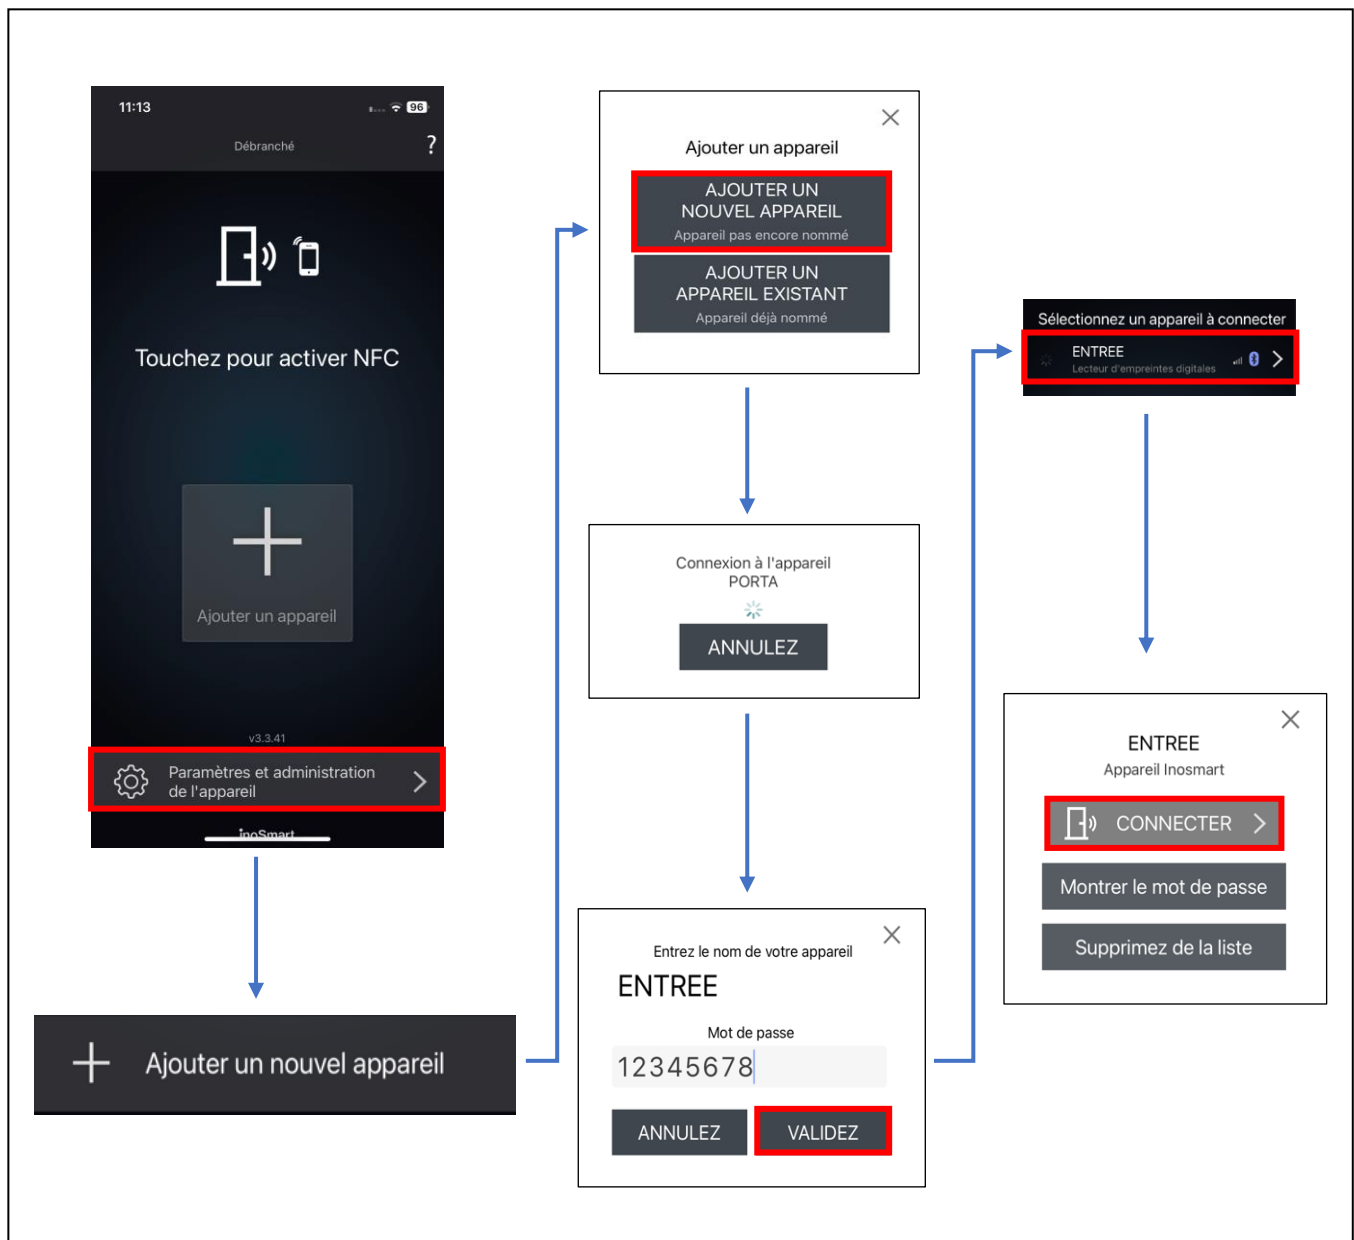 11:13
96
Débranché
?
Touchez pour activer NFC
Ajouter un appareil
v3.3.41
Paramètres et administration
de l'appareil
inoSmart
Ajouter un nouvel appareil
Ajouter un appareil
AJOUTER UN
NOUVEL APPAREIL
Appareil pas encore nommé
AJOUTER UN
APPAREIL EXISTANT
Appareil déjà nommé
Connexion à l'appareil
PORTA
ANNULEZ
Entrez le nom de votre appareil
ENTREE
Mot de passe
12345678
ANNULEZ
VALIDEZ
Sélectionnez un appareil à connecter
ENTREE
Lecteur d'empreintes digitales
ENTREE
Appareil Inosmart
CONNECTER
Montrer le mot de passe
Supprimez de la liste